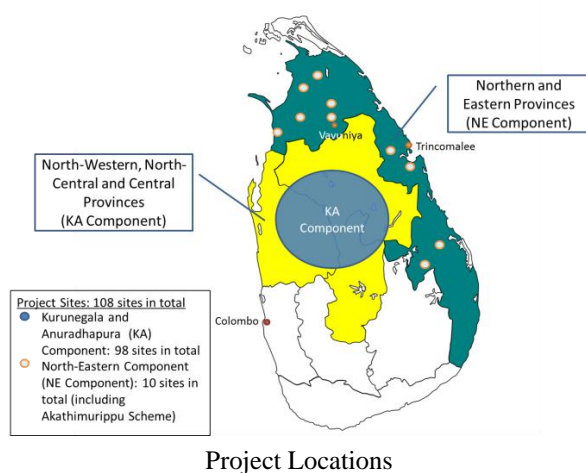 Northern and
Eastern Provinces
(NE Component)
Vavuniya
Trincomalee
North-Western, North-
Central and Central
Provinces
(KA Component)
KA
Component
Project Sites: 108 sites in total
Kurunegala and
Anuradhapura (KA)
Component: 98 sites in total
North-Eastern Component
(NE Component): 10 sites in
total (including
Akathimurippu Scheme)
Colombo
Project Locations